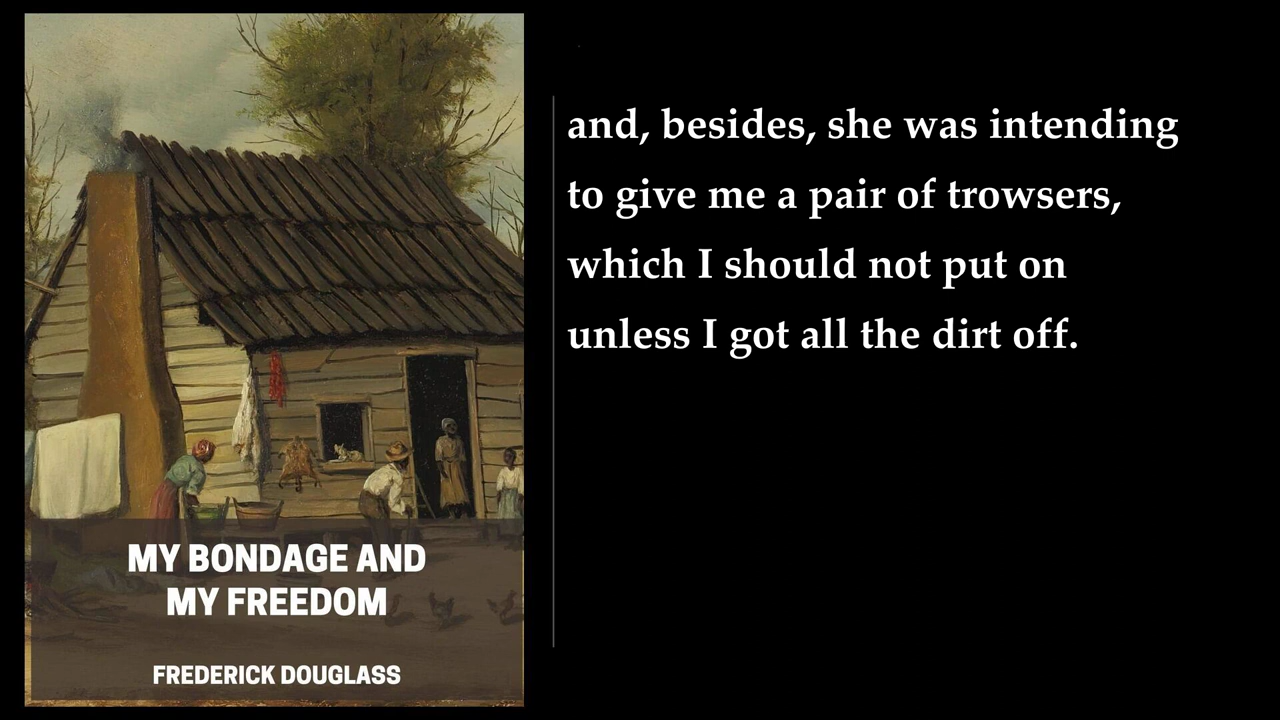 MY BONDAGE AND
MY FREEDOM
FREDERICK DOUGLASS
and, besides, she was intending
to give me a pair of trowsers,
which I should not put on
unless I got all the dirt off.